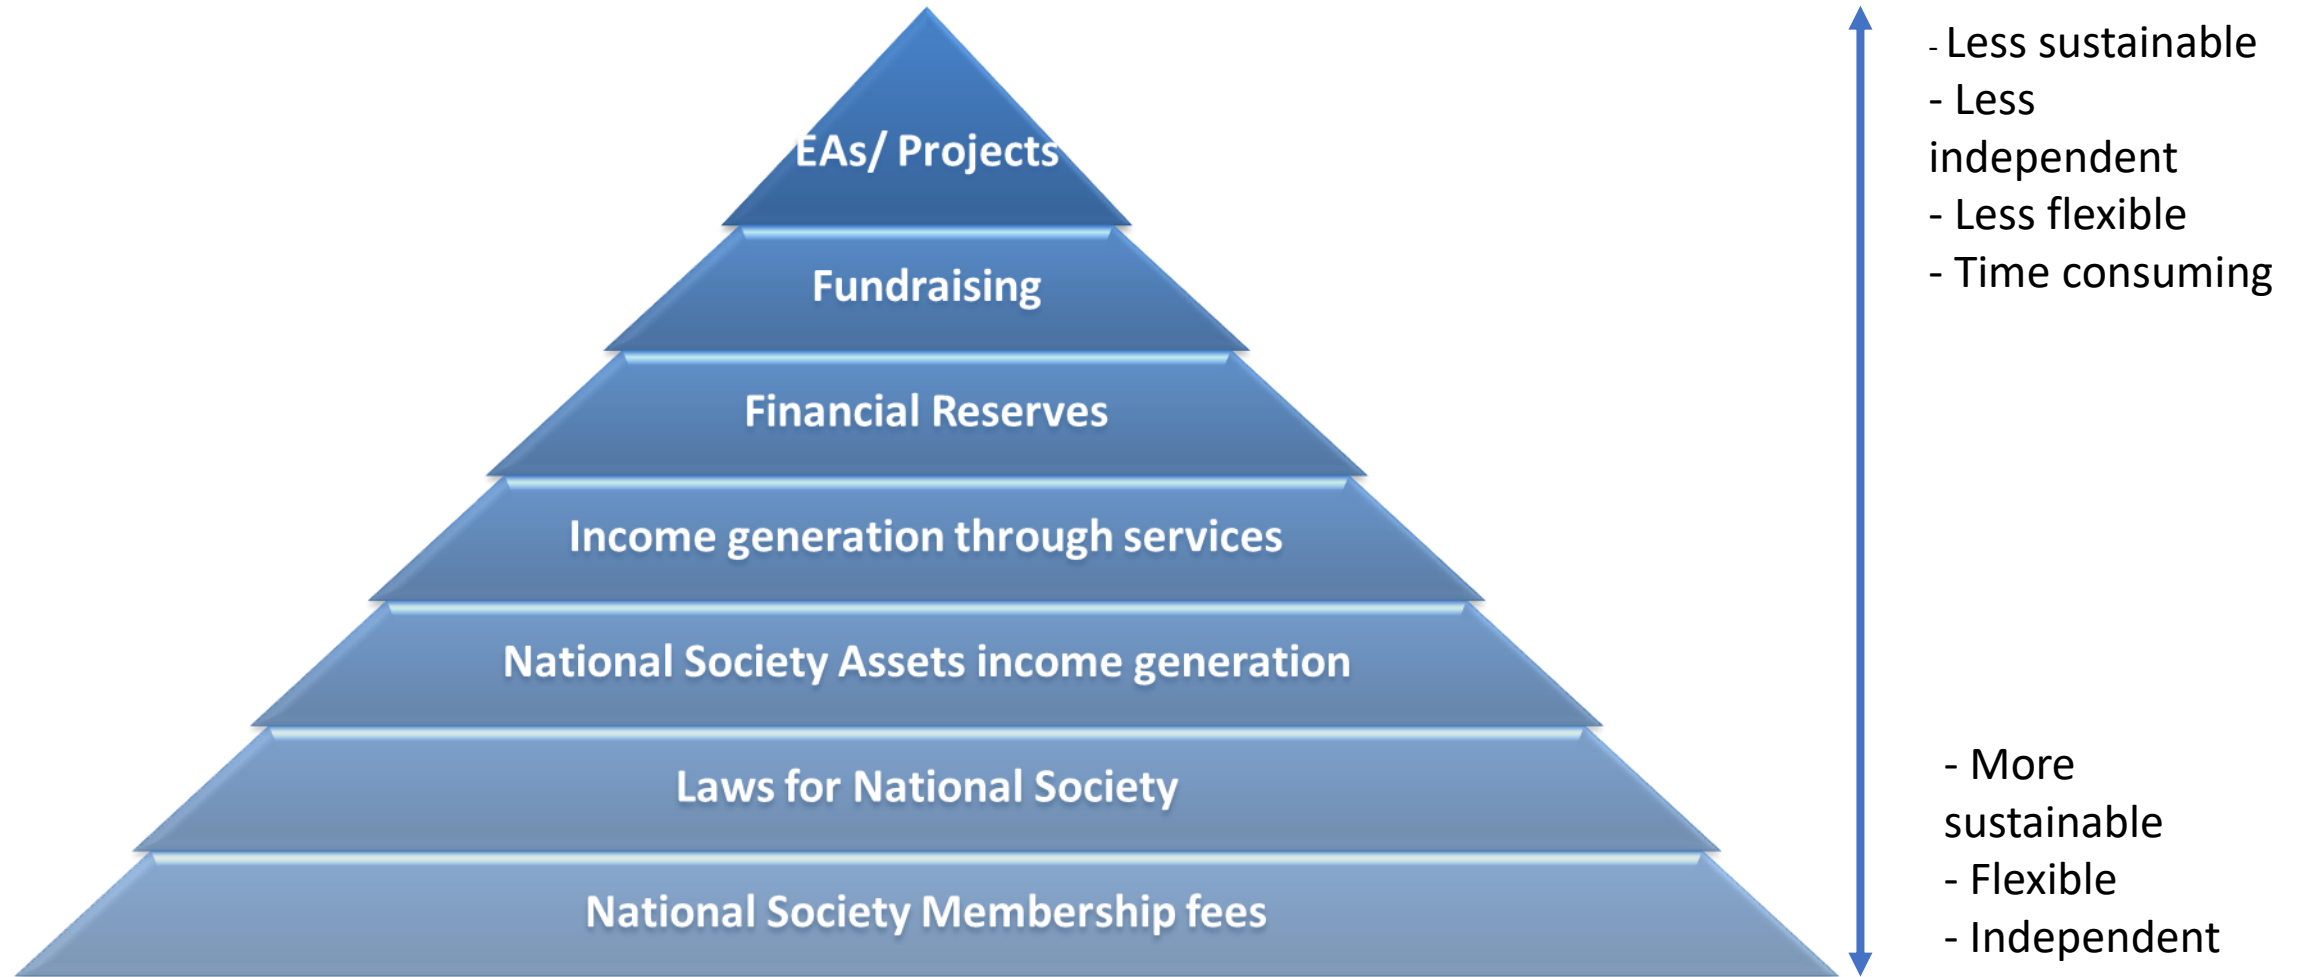 EAs/ Projects
Fundraising
Financial Reserves
Income generation through services
National Society Assets income generation
Laws for National Society
National Society Membership fees
- Less sustainable
- Less
independent
- Less flexible
- Time consuming
- More
sustainable
- Flexible
- Independent